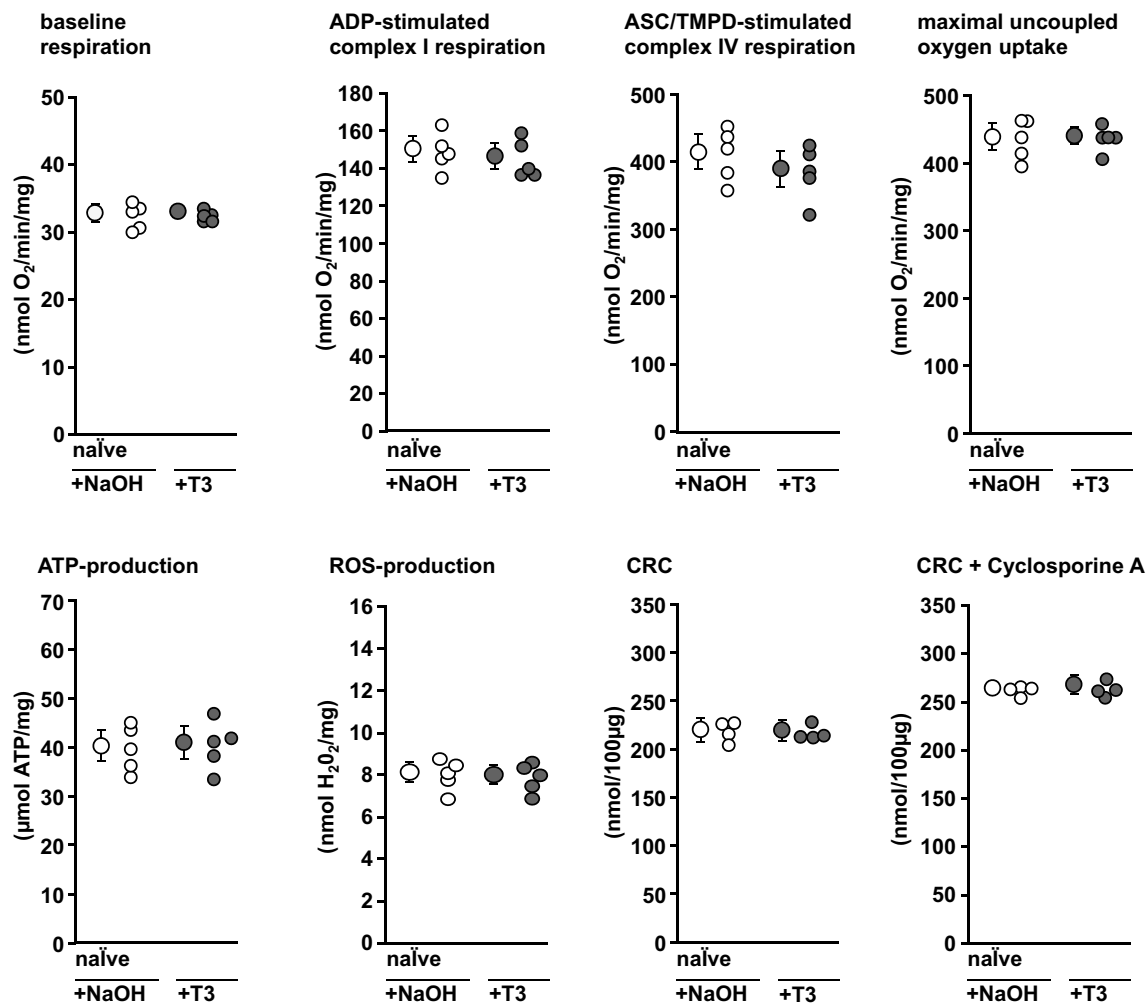 baseline
respiration
ADP-stimulated
complex I respiration
ASC/TMPD-stimulated
complex IV respiration
maximal uncoupled
oxygen uptake
(nmol O₂/min/mg)
50
40
30
20
10
0
naÏve
+NaOH
+T3
(nmol O₂/min/mg)
180
160
140
120
100
80
60
40
20
0
naÏve
+NaOH
+T3
(nmol O₂/min/mg)
500
400
300
200
100
0
naÏve
+NaOH
+T3
(nmol O₂/min/mg)
500
400
300
200
100
0
naÏve
+NaOH
+T3
ATP-production
(µmol ATP/mg)
70
60
50
40
30
20
10
0
naÏve
+NaOH
+T3
ROS-production
(nmol H₂0₂/mg)
16
14
12
10
8
6
4
2
0
naÏve
+NaOH
+T3
CRC
(nmol/100µg)
350
300
250
200
150
100
50
0
naÏve
+NaOH
+T3
CRC + Cyclosporine A
(nmol/100µg)
350
300
250
200
150
100
50
0
naÏve
+NaOH
+T3